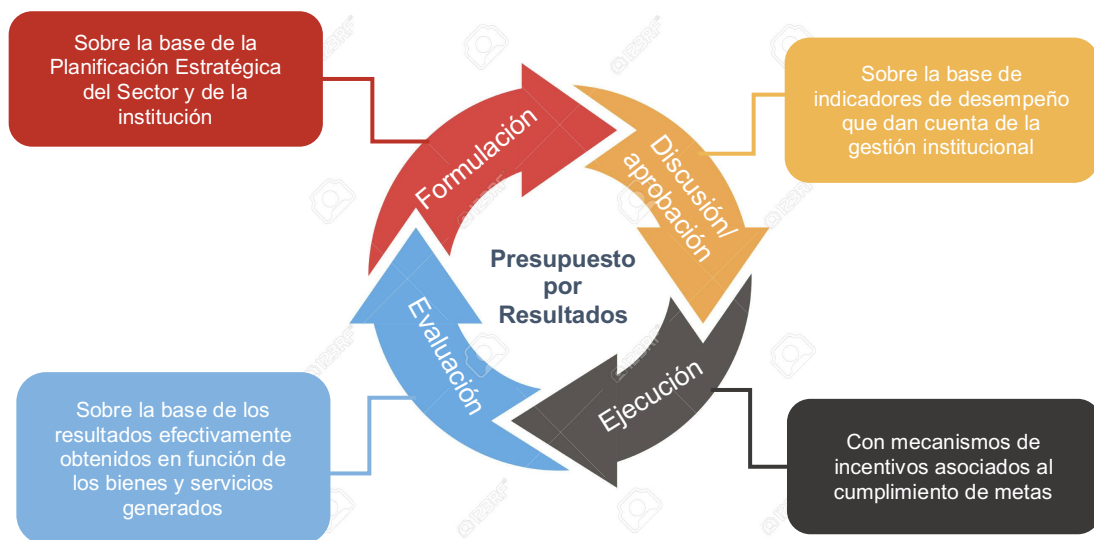 Sobre la base de la
Planificación Estratégica
del Sector y de la
institución
Sobre la base de
indicadores de desempeño
que dan cuenta de la
gestión institucional
Formulación
Discusión/
aprobación
Presupuesto
por
Resultados
Evaluación
Ejecución
Sobre la base de los
resultados efectivamente
obtenidos en función de
los bienes y servicios
generados
Con mecanismos de
incentivos asociados al
cumplimiento de metas